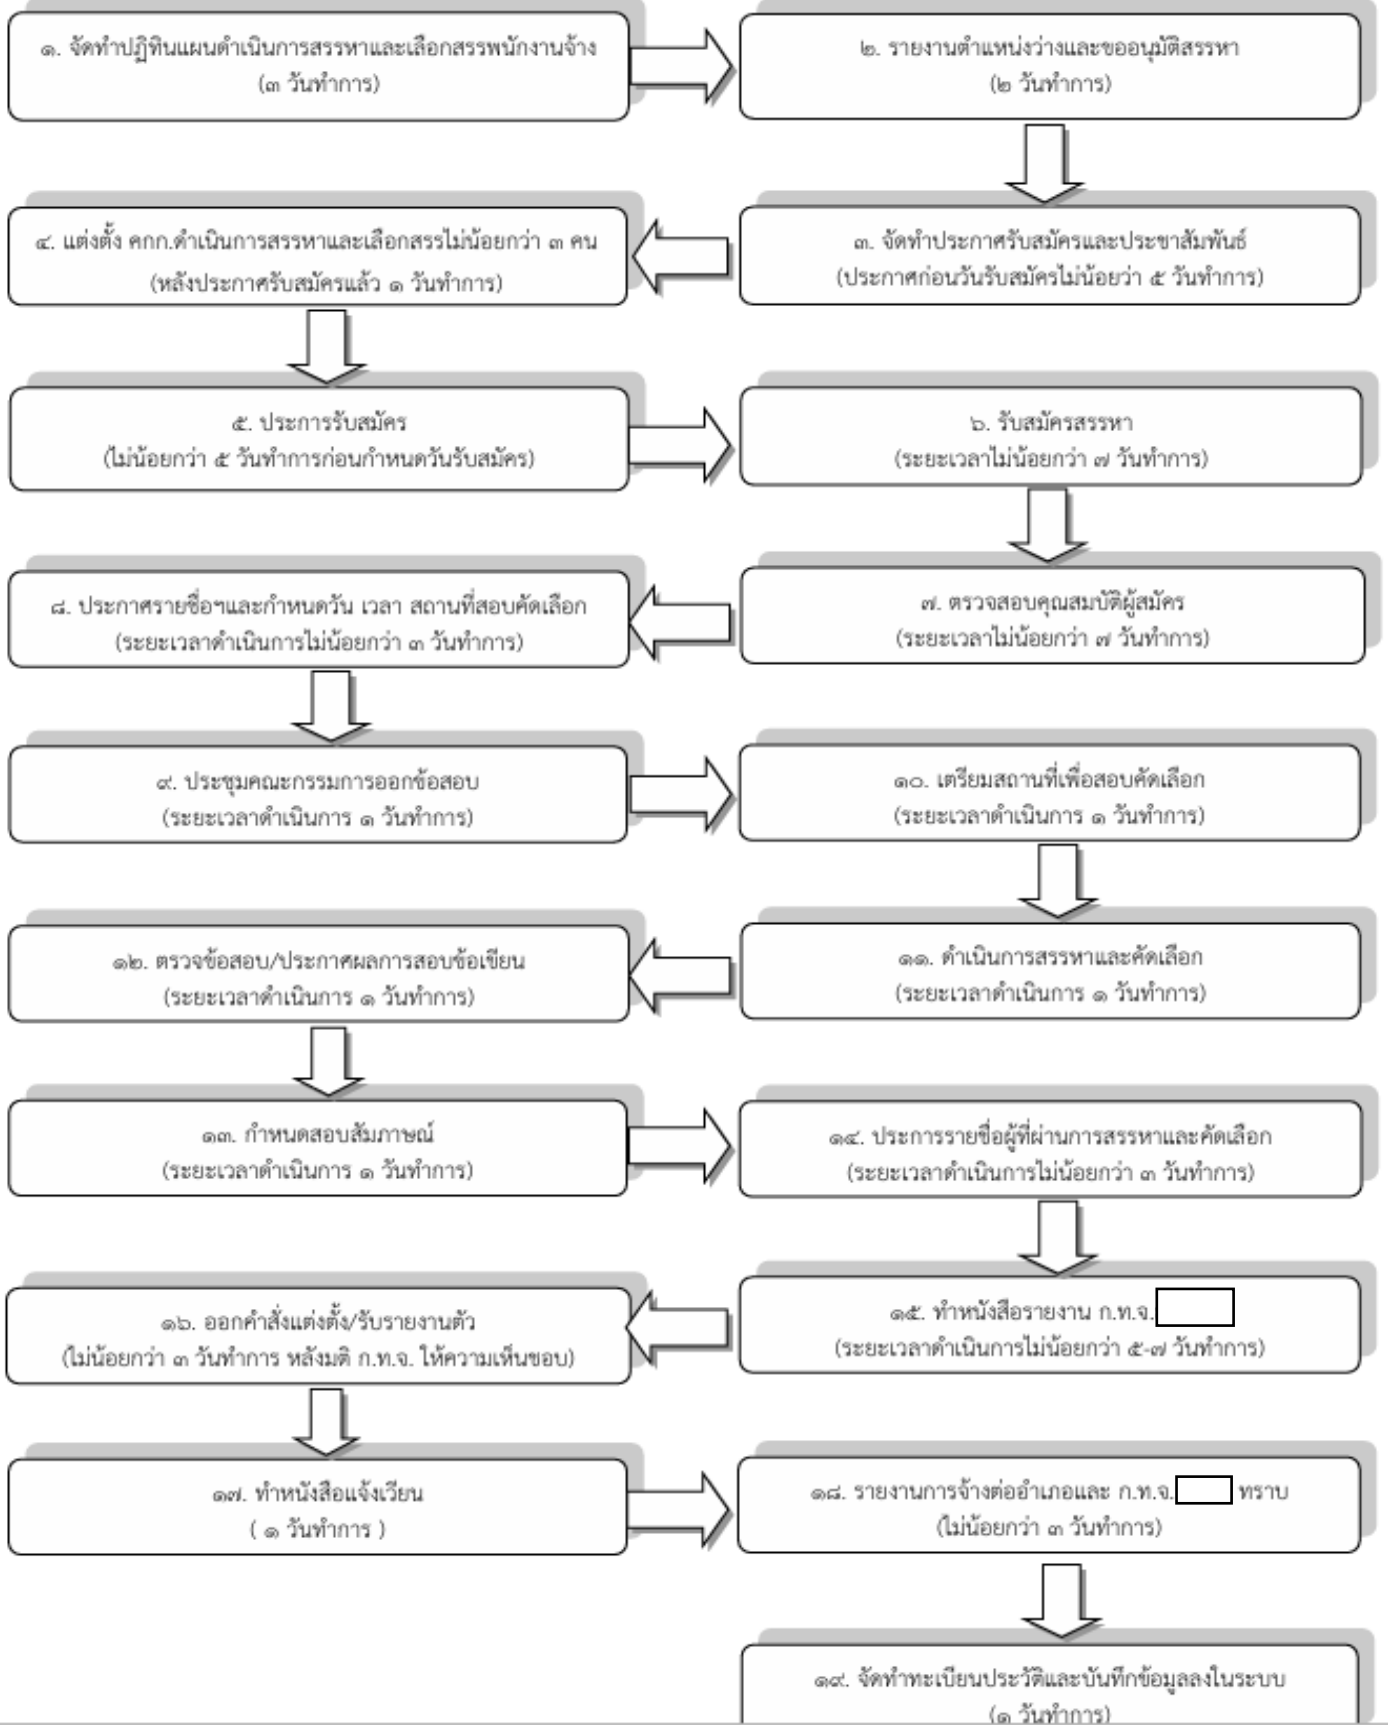 ๑. จัดทำปฏิทินแผนดำเนินการสรรหาและเลือกสรรพนักงานจ้าง
(๓ วันทำการ)
๒. รายงานตำแหน่งว่างและขออนุมัติสรรหา
(๒ วันทำการ)
๓. จัดทำประกาศรับสมัครและประชาสัมพันธ์
(ประกาศก่อนวันรับสมัครไม่น้อยว่า ๕ วันทำการ)
๔. แต่งตั้ง คกก.ดำเนินการสรรหาและเลือกสรรไม่น้อยกว่า ๓ คน
(หลังประกาศรับสมัครแล้ว ๑ วันทำการ)
๕. ประการรับสมัคร
(ไม่น้อยกว่า ๕ วันทำการก่อนกำหนดวันรับสมัคร)
๖. รับสมัครสรรหา
(ระยะเวลาไม่น้อยกว่า ๗ วันทำการ)
๗. ตรวจสอบคุณสมบัติผู้สมัคร
(ระยะเวลาไม่น้อยกว่า ๗ วันทำการ)
๘. ประกาศรายชื่อฯและกำหนดวัน เวลา สถานที่สอบคัดเลือก
(ระยะเวลาดำเนินการไม่น้อยกว่า ๓ วันทำการ)
๙. ประชุมคณะกรรมการออกข้อสอบ
(ระยะเวลาดำเนินการ ๑ วันทำการ)
๑๐. เตรียมสถานที่เพื่อสอบคัดเลือก
(ระยะเวลาดำเนินการ ๑ วันทำการ)
๑๑. ดำเนินการสรรหาและคัดเลือก
(ระยะเวลาดำเนินการ ๑ วันทำการ)
๑๒. ตรวจข้อสอบ/ประกาศผลการสอบข้อเขียน
(ระยะเวลาดำเนินการ ๑ วันทำการ)
๑๓. กำหนดสอบสัมภาษณ์
(ระยะเวลาดำเนินการ ๑ วันทำการ)
๑๔. ประการรายชื่อผู้ที่ผ่านการสรรหาและคัดเลือก
(ระยะเวลาดำเนินการไม่น้อยกว่า ๓ วันทำการ)
๑๕. ทำหนังสือรายงาน ก.ท.จ.
(ระยะเวลาดำเนินการไม่น้อยกว่า ๕-๗ วันทำการ)
๑๖. ออกคำสั่งแต่งตั้ง/รับรายงานตัว
(ไม่น้อยกว่า ๓ วันทำการ หลังมติ ก.ท.จ. ให้ความเห็นชอบ)
๑๗. ทำหนังสือแจ้งเวียน
( ๑ วันทำการ )
๑๘. รายงานการจ้างต่ออำเภอและ ก.ท.จ. ทราบ
(ไม่น้อยกว่า ๓ วันทำการ)
๑๙. จัดทำทะเบียนประวัติและบันทึกข้อมูลลงในระบบ
(๑ วันทำการ)